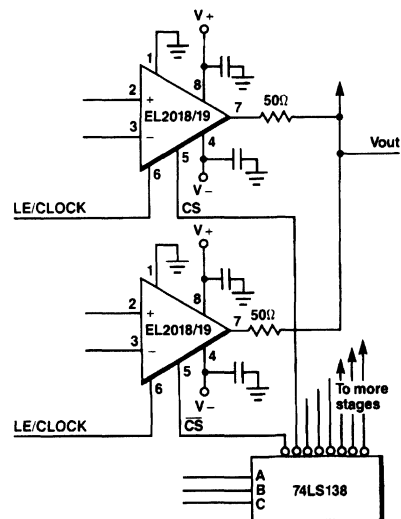 V+
1
8
2
+
EL2018/19
7
50Ω
3
−
4
5
6
V−
Vout
LE/CLOCK
CS
V+
1
8
2
+
EL2018/19
7
50Ω
3
−
4
5
6
V−
To more
stages
LE/CLOCK
C̅S̅
A
B
C
74LS138